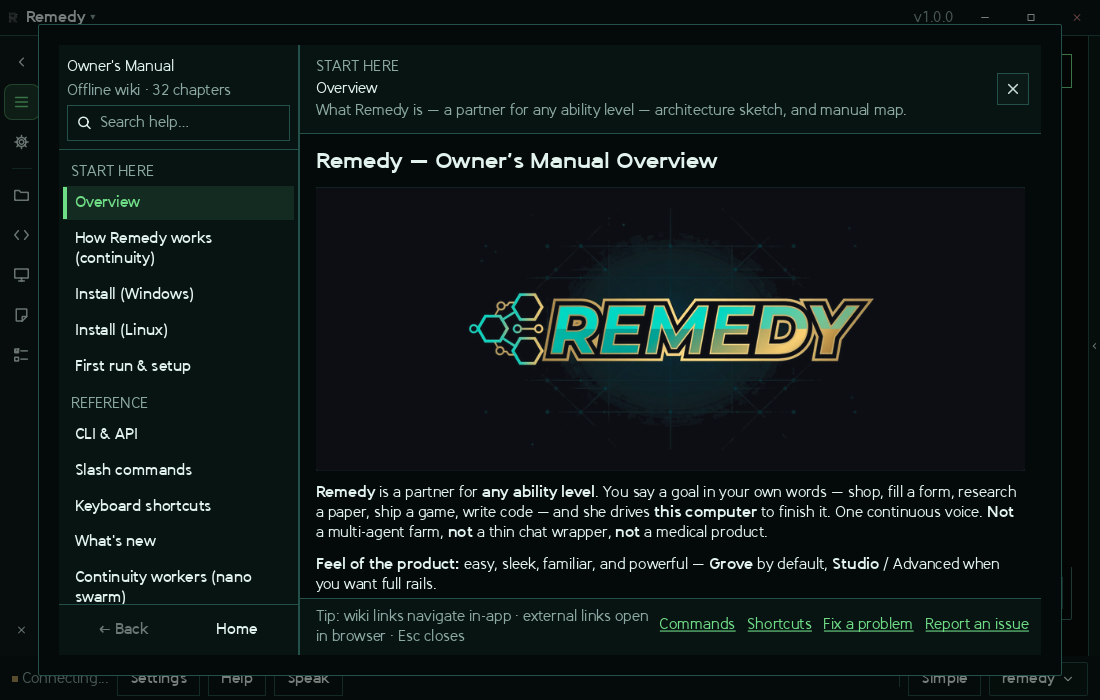 Remedy
v1.0.0
Owner's Manual
Offline wiki · 32 chapters
Search help...
START HERE
Overview
How Remedy works
(continuity)
Install (Windows)
Install (Linux)
First run & setup
REFERENCE
CLI & API
Slash commands
Keyboard shortcuts
What's new
Continuity workers (nano
swarm)
← Back
Home
START HERE
Overview
What Remedy is — a partner for any ability level — architecture sketch, and manual map.
Remedy — Owner's Manual Overview
REMEDY
Remedy is a partner for any ability level. You say a goal in your own words — shop, fill a form, research
a paper, ship a game, write code — and she drives this computer to finish it. One continuous voice. Not
a multi-agent farm, not a thin chat wrapper, not a medical product.
Feel of the product: easy, sleek, familiar, and powerful — Grove by default, Studio / Advanced when
you want full rails.
Tip: wiki links navigate in-app · external links open
in browser · Esc closes
Commands
Shortcuts
Fix a problem
Report an issue
Connecting...
Settings
Help
Speak
Simple
remedy